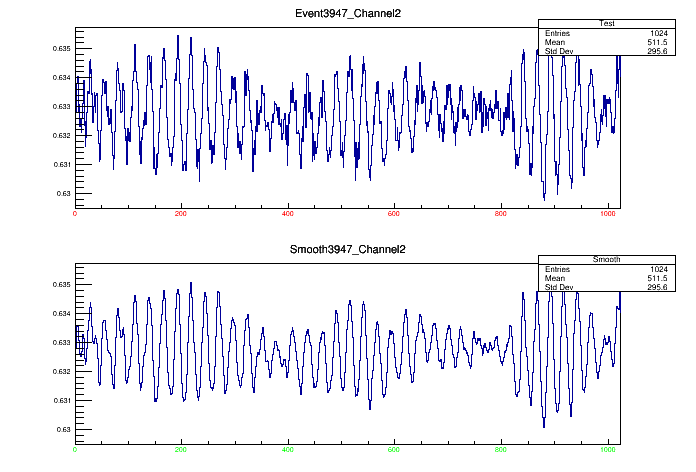 Event3947_Channel2
Test
Entries 1024
Mean 511.5
Std Dev 295.6
0.635
0.634
0.633
0.632
0.631
0.63
0 200 400 600 800 1000
Smooth3947_Channel2
Smooth
Entries 1024
Mean 511.5
Std Dev 295.6
0.635
0.634
0.633
0.632
0.631
0.63
0 200 400 600 800 1000